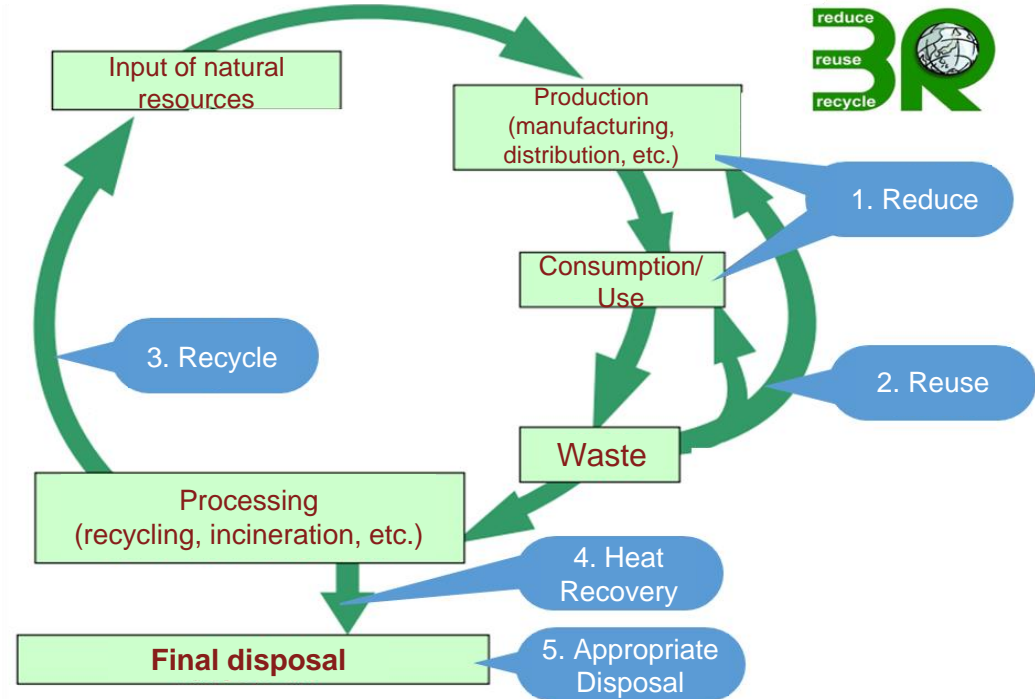 reduce
reuse
recycle
3R
Input of natural
resources
Production
(manufacturing,
distribution, etc.)
1. Reduce
Consumption/
Use
3. Recycle
2. Reuse
Waste
Processing
(recycling, incineration, etc.)
4. Heat
Recovery
Final disposal
5. Appropriate
Disposal